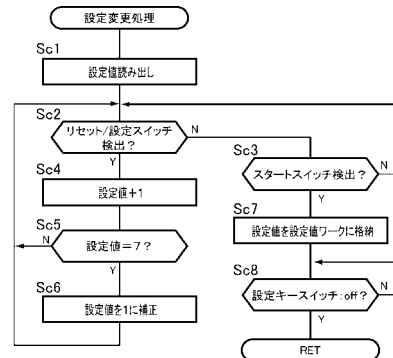 設定変更処理
Sc1
設定値読み出し
Sc2
リセット/設定スイッチ
検出?
N
Y
Sc3
スタートスイッチ検出?
N
Y
Sc4
設定値+1
Sc5
設定値=7?
N
Y
Sc6
設定値を1に補正
Sc7
設定値を設定値ワークに格納
Sc8
設定キースイッチ:off?
N
Y
RET